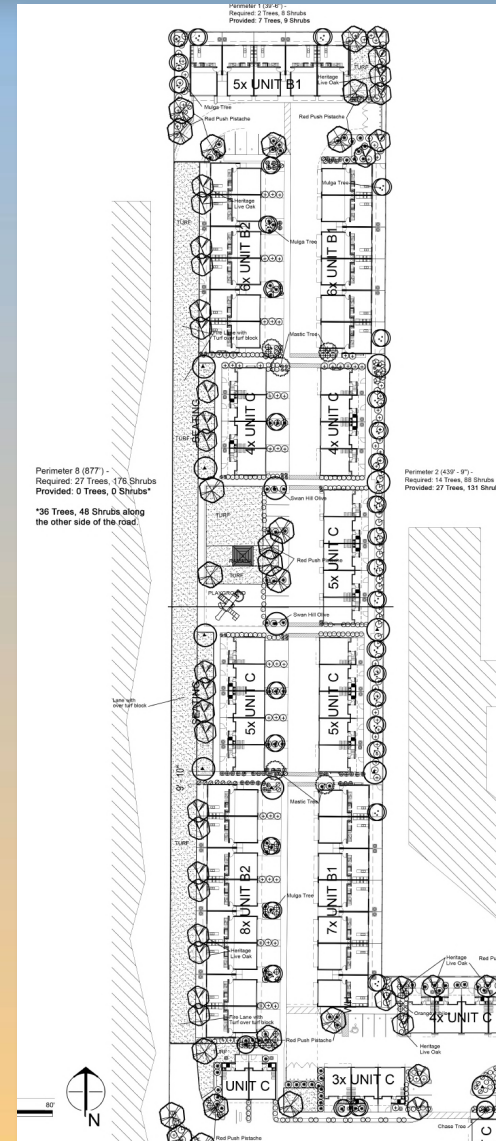 Perimeter 1 (39'-6") -
Required: 2 Trees, 8 Shrubs
Provided: 7 Trees, 9 Shrubs
TURF
Heritage
Live Oak
5x UNIT B1
Mulga Tree
Red Push Pistache
Red Push Pistache
Mulga Tree
TURF
Heritage
Live Oak
6x UNIT B2
6x UNIT B1
Mulga Tree
Fire Lane with
Turf over turf block
Mastic Tree
SEATING
4x UNIT C
4x UNIT C
TURF
Perimeter 8 (877') -
Required: 27 Trees, 176 Shrubs
Provided: 0 Trees, 0 Shrubs*
*36 Trees, 48 Shrubs along
the other side of the road.
Perimeter 2 (439' - 9") -
Required: 14 Trees, 88 Shrubs
Provided: 27 Trees, 131 Shru
Swan Hill Olive
TURF
Red Push Pistache
RAMADA
TURF
5x UNIT C
PLAYGROUND
Swan Hill Olive
Lane with
over turf block
SEATING
5x UNIT C
5x UNIT C
9' - 10"
Mastic Tree
TURF
8x UNIT B2
7x UNIT B1
Mulga Tree
Heritage
Live Oak
Heritage
Live Oak
Red Pu
Fire Lane with
Turf over turf block
Orange
4x UNIT C
Red Push Pistache
Heritage
Live Oak
TURF
UNIT C
3x UNIT C
80'
N
Chase Tree
Red Push Pistache
C